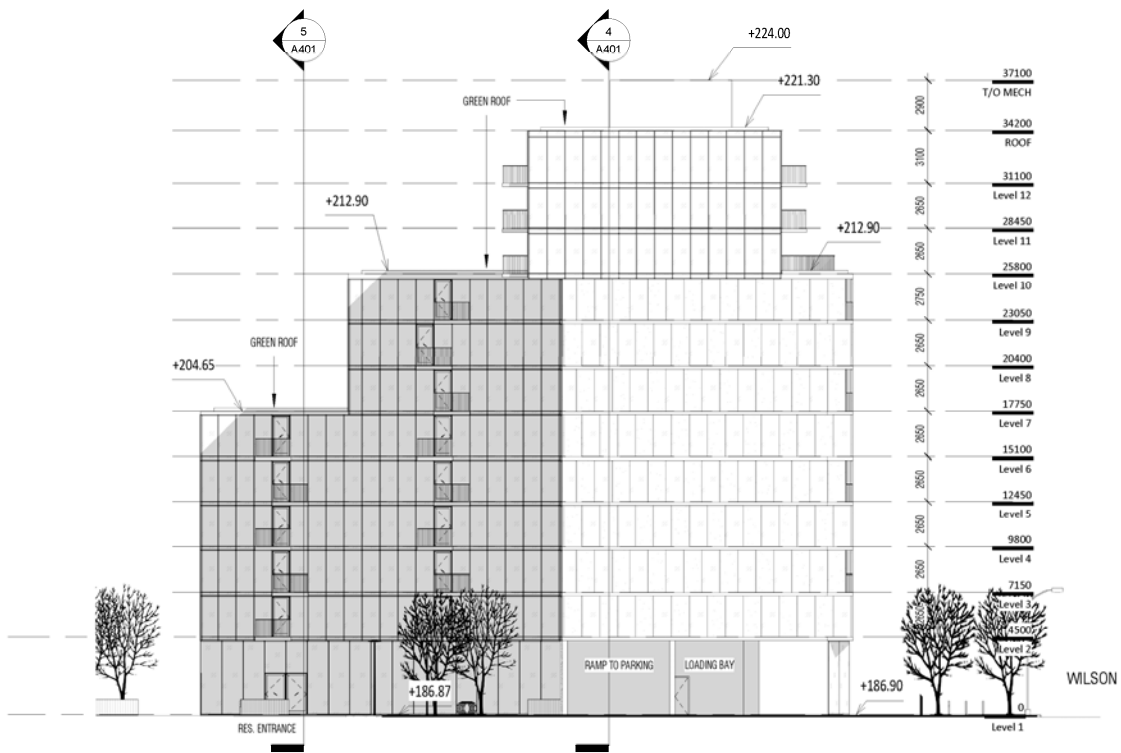 5
A401
4
A401
+224.00
37100
T/O MECH
2900
+221.30
GREEN ROOF
34200
ROOF
3100
31100
Level 12
+212.90
2650
28450
Level 11
+212.90
2650
25800
Level 10
2750
23050
Level 9
GREEN ROOF
2650
20400
Level 8
+204.65
2650
17750
Level 7
2650
15100
Level 6
2650
12450
Level 5
2650
9800
Level 4
2650
7150
Level 3
4500
Level 2
RAMP TO PARKING
LOADING BAY
WILSON
+186.87
+186.90
0
Level 1
RES. ENTRANCE